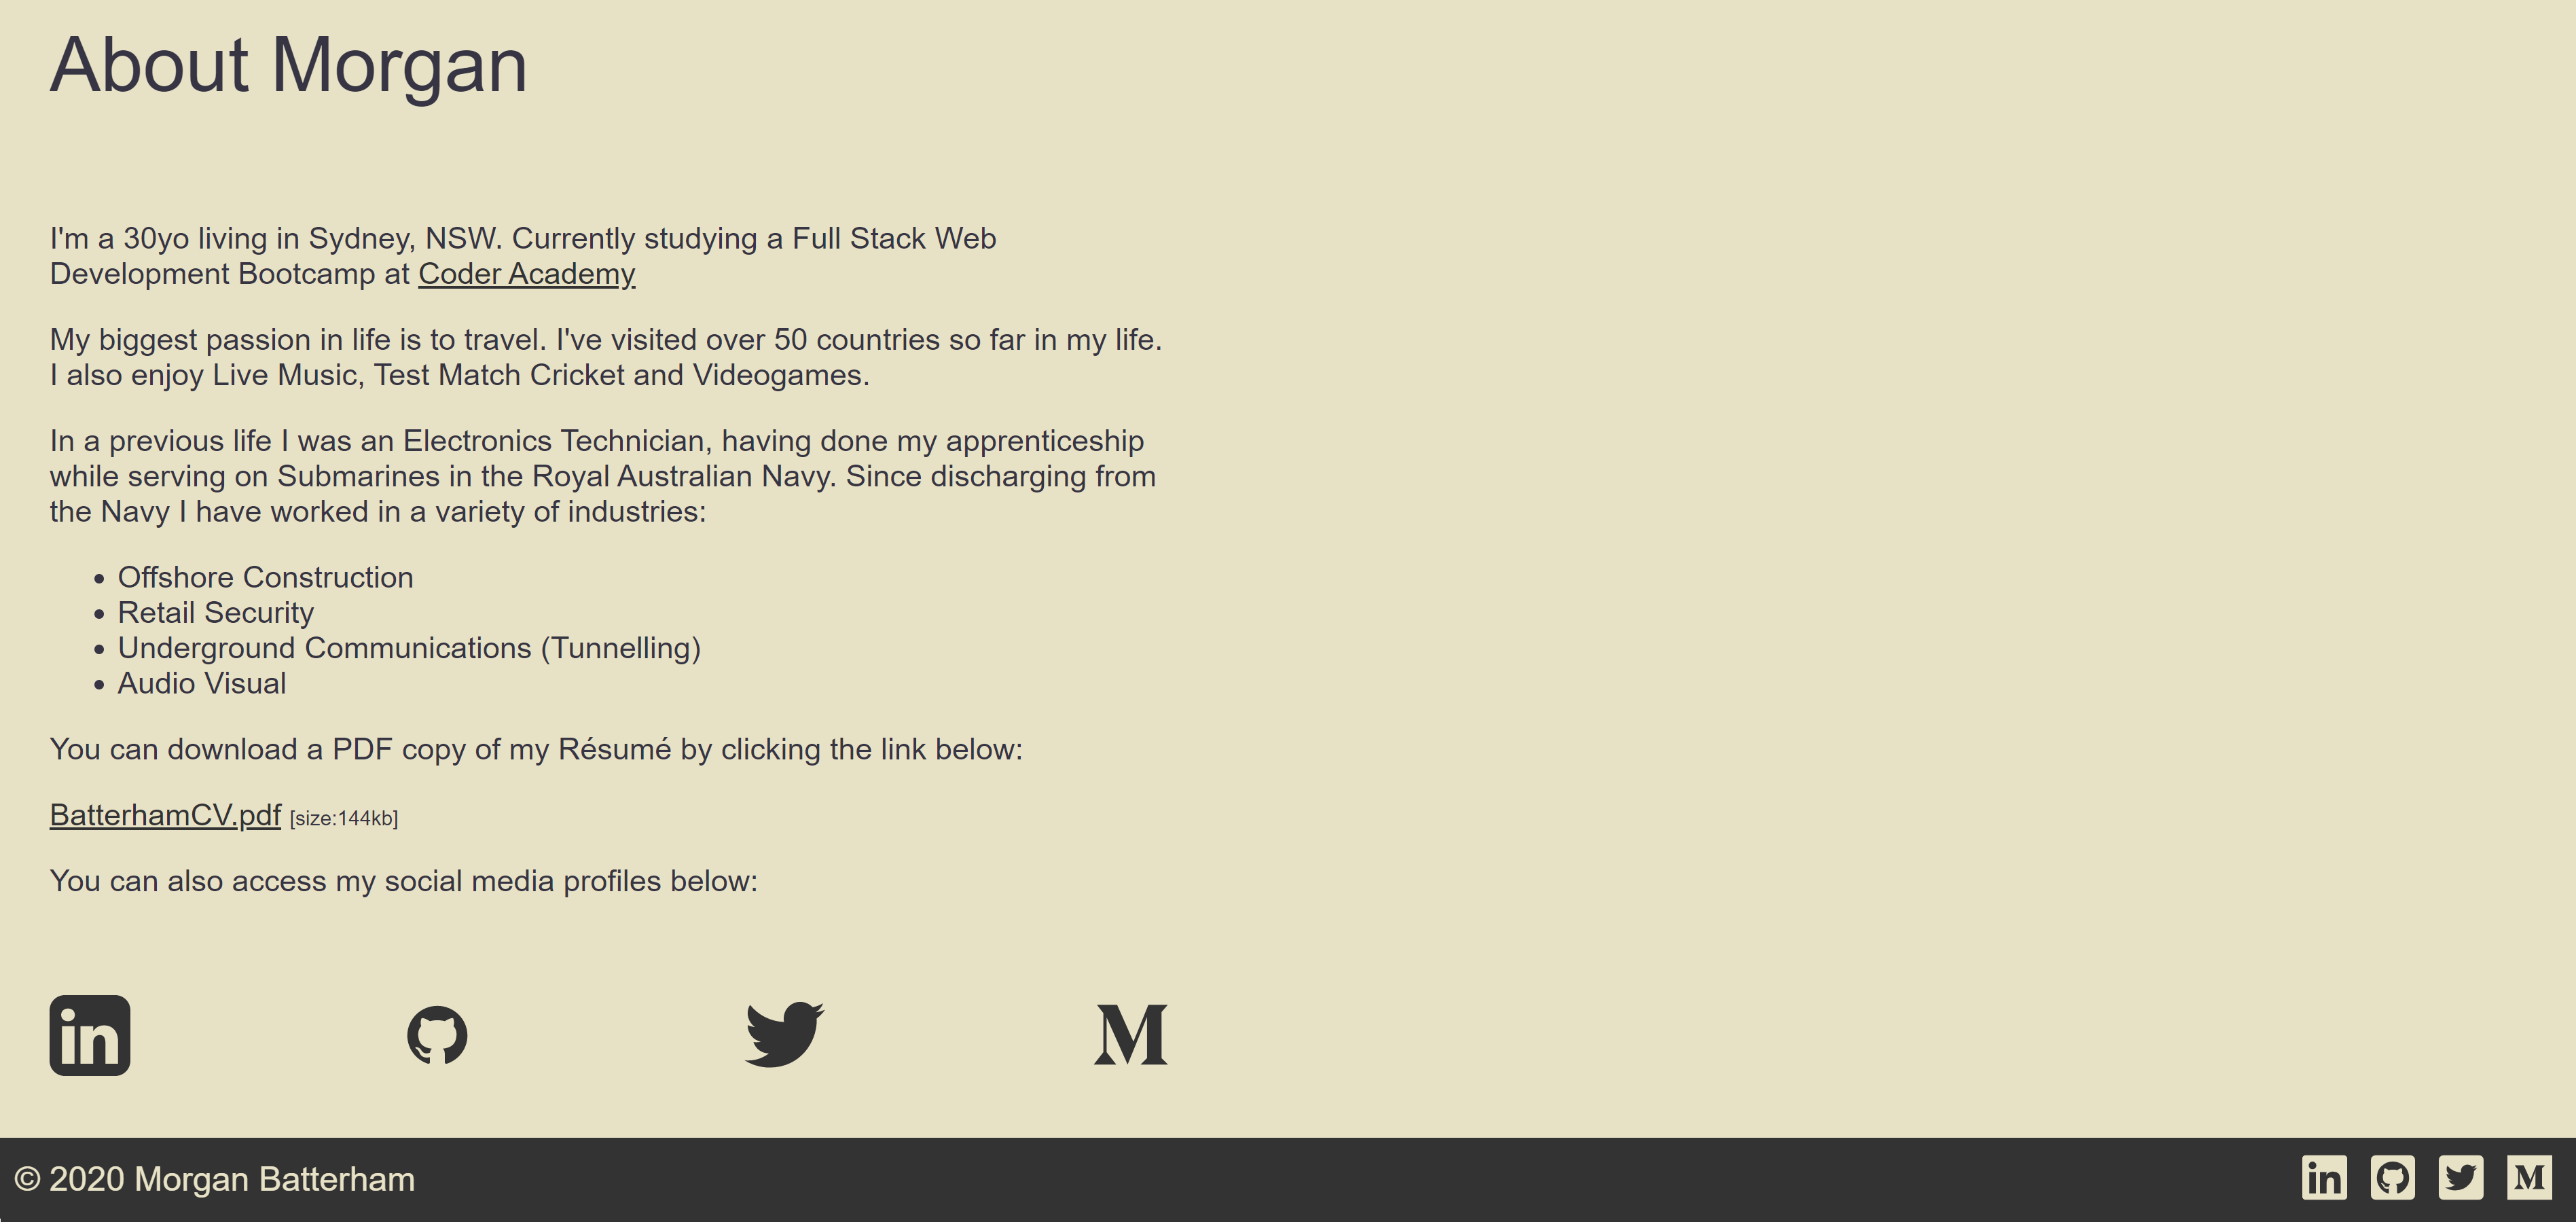 About Morgan
I'm a 30yo living in Sydney, NSW. Currently studying a Full Stack Web
Development Bootcamp at Coder Academy
My biggest passion in life is to travel. I've visited over 50 countries so far in my life.
I also enjoy Live Music, Test Match Cricket and Videogames.
In a previous life I was an Electronics Technician, having done my apprenticeship
while serving on Submarines in the Royal Australian Navy. Since discharging from
the Navy I have worked in a variety of industries:
• Offshore Construction
• Retail Security
• Underground Communications (Tunnelling)
• Audio Visual
You can download a PDF copy of my Résumé by clicking the link below:
BatterhamCV.pdf [size:144kb]
You can also access my social media profiles below:
in M
© 2020 Morgan Batterham in M